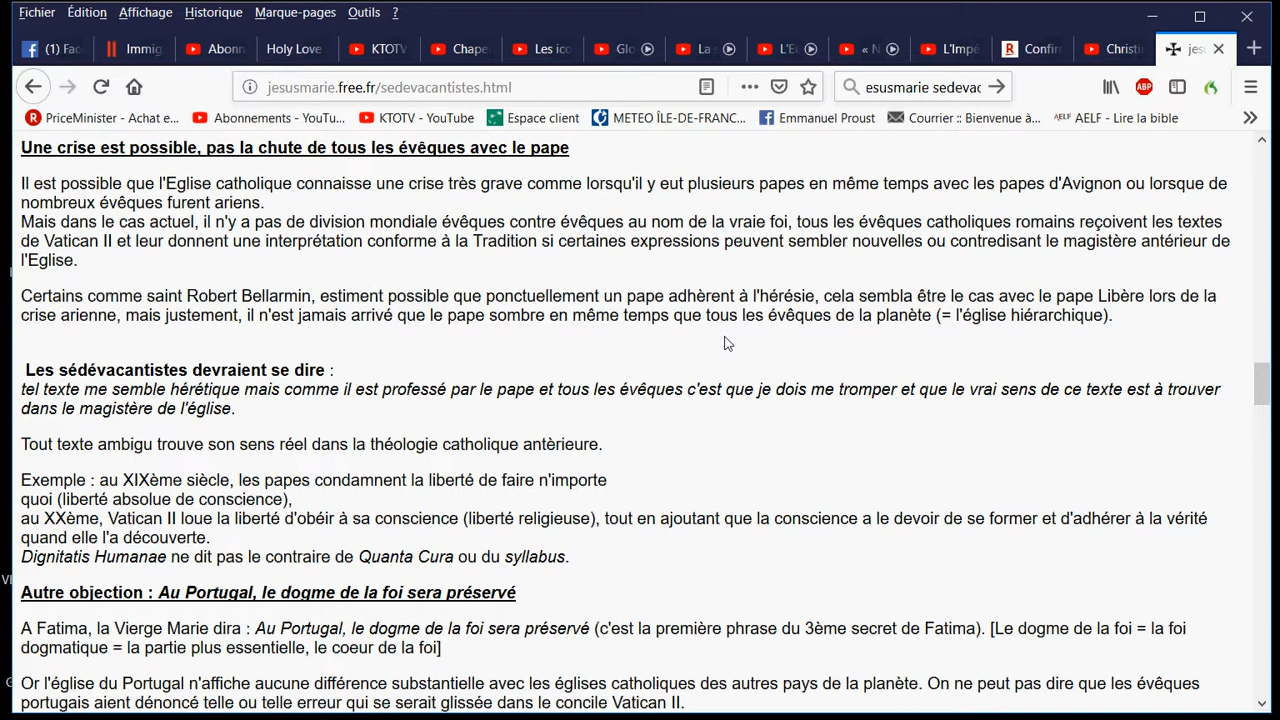 Fichier Édition Affichage Historique Marque-pages Outils ?
(1) Fac Immig Abonn Holy Love KTOTV Chape Les ico Glo La L'Eu « N L'Impé Confir Christi jesu
jesusmarie.free.fr/sedevacantistes.html esusmarie sedevac
PriceMinister - Achat e... Abonnements - YouTu... KTOTV - YouTube Espace client METEO ÎLE-DE-FRANC... Emmanuel Proust Courrier :: Bienvenue à... AELF - Lire la bible
Une crise est possible, pas la chute de tous les évêques avec le pape
Il est possible que l'Eglise catholique connaisse une crise très grave comme lorsqu'il y eut plusieurs papes en même temps avec les papes d'Avignon ou lorsque de
nombreux évêques furent ariens.
Mais dans le cas actuel, il n'y a pas de division mondiale évêques contre évêques au nom de la vraie foi, tous les évêques catholiques romains reçoivent les textes
de Vatican II et leur donnent une interprétation conforme à la Tradition si certaines expressions peuvent sembler nouvelles ou contredisant le magistère antérieur de
l'Eglise.
Certains comme saint Robert Bellarmin, estiment possible que ponctuellement un pape adhèrent à l'hérésie, cela sembla être le cas avec le pape Libère lors de la
crise arienne, mais justement, il n'est jamais arrivé que le pape sombre en même temps que tous les évêques de la planète (= l'église hiérarchique).
Les sédévacantistes devraient se dire :
tel texte me semble hérétique mais comme il est professé par le pape et tous les évêques c'est que je dois me tromper et que le vrai sens de ce texte est à trouver
dans le magistère de l'église.
Tout texte ambigu trouve son sens réel dans la théologie catholique antèrieure.
Exemple : au XIXème siècle, les papes condamnent la liberté de faire n'importe
quoi (liberté absolue de conscience),
au XXème, Vatican II loue la liberté d'obéir à sa conscience (liberté religieuse), tout en ajoutant que la conscience a le devoir de se former et d'adhérer à la vérité
quand elle l'a découverte.
Dignitatis Humanae ne dit pas le contraire de Quanta Cura ou du syllabus.
Autre objection : Au Portugal, le dogme de la foi sera préservé
A Fatima, la Vierge Marie dira : Au Portugal, le dogme de la foi sera préservé (c'est la première phrase du 3ème secret de Fatima). [Le dogme de la foi = la foi
dogmatique = la partie plus essentielle, le coeur de la foi]
Or l'église du Portugal n'affiche aucune différence substantielle avec les églises catholiques des autres pays de la planète. On ne peut pas dire que les évêques
portugais aient dénoncé telle ou telle erreur qui se serait glissée dans le concile Vatican II.